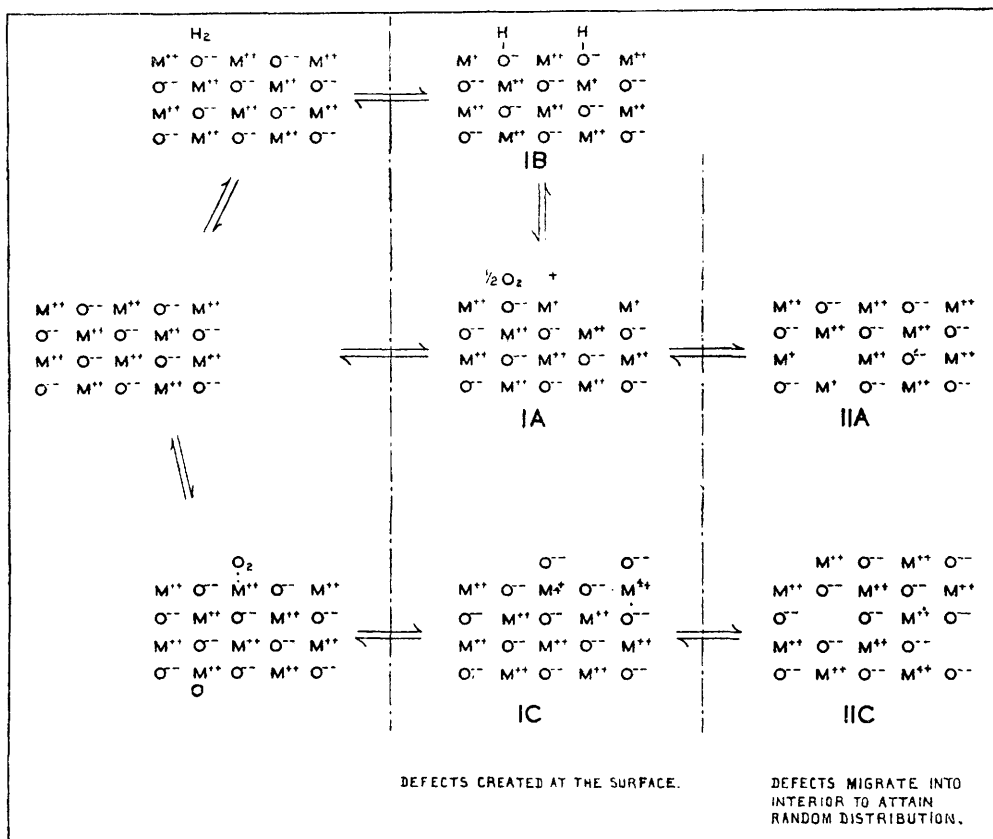 H₂
M⁺⁺ O⁻⁻ M⁺⁺ O⁻⁻ M⁺⁺
O⁻⁻ M⁺⁺ O⁻⁻ M⁺⁺ O⁻⁻
M⁺⁺ O⁻⁻ M⁺⁺ O⁻⁻ M⁺⁺
O⁻⁻ M⁺⁺ O⁻⁻ M⁺⁺ O⁻⁻
H H
M⁺ O⁻ M⁺⁺ O⁻ M⁺⁺
O⁻⁻ M⁺⁺ O⁻⁻ M⁺ O⁻⁻
M⁺⁺ O⁻⁻ M⁺⁺ O⁻⁻ M⁺⁺
O⁻⁻ M⁺⁺ O⁻⁻ M⁺⁺ O⁻⁻
IB
M⁺⁺ O⁻⁻ M⁺⁺ O⁻⁻ M⁺⁺
O⁻⁻ M⁺⁺ O⁻⁻ M⁺⁺ O⁻⁻
M⁺⁺ O⁻⁻ M⁺⁺ O⁻⁻ M⁺⁺
O⁻⁻ M⁺⁺ O⁻⁻ M⁺⁺ O⁻⁻
½O₂ +
M⁺⁺ O⁻⁻ M⁺ M⁺
O⁻⁻ M⁺⁺ O⁻⁻ M⁺⁺ O⁻⁻
M⁺⁺ O⁻⁻ M⁺⁺ O⁻⁻ M⁺⁺
O⁻⁻ M⁺⁺ O⁻⁻ M⁺⁺ O⁻⁻
IA
M⁺⁺ O⁻⁻ M⁺⁺ O⁻⁻ M⁺⁺
O⁻⁻ M⁺⁺ O⁻⁻ M⁺⁺ O⁻⁻
M⁺ M⁺⁺ O⁻⁻ M⁺⁺
O⁻⁻ M⁺ O⁻⁻ M⁺⁺ O⁻⁻
IIA
O₂
M⁺⁺ O⁻⁻ M⁺⁺ O⁻⁻ M⁺⁺
O⁻⁻ M⁺⁺ O⁻⁻ M⁺⁺ O⁻⁻
M⁺⁺ O⁻⁻ M⁺⁺ O⁻⁻ M⁺⁺
O⁻⁻ M⁺⁺ O⁻⁻ M⁺⁺ O⁻⁻
O
O⁻⁻ O⁻⁻
M⁺⁺ O⁻⁻ O⁻⁻
O⁻⁻ M⁺⁺ O⁻⁻ M⁺⁺ O⁻⁻
M⁺⁺ O⁻⁻ M⁺⁺ O⁻⁻ M⁺⁺
O⁻⁻ M⁺⁺ O⁻⁻ M⁺⁺ O⁻⁻
IC
M⁺⁺ O⁻⁻ M⁺⁺ O⁻⁻
M⁺⁺ O⁻⁻ M⁺⁺ O⁻⁻ M⁺⁺
O⁻⁻ O⁻⁻ O⁻⁻
M⁺⁺ O⁻⁻ O⁻⁻
O⁻⁻ M⁺⁺ O⁻⁻ O⁻⁻
IIC
DEFECTS CREATED AT THE SURFACE.
DEFECTS MIGRATE INTO
INTERIOR TO ATTAIN
RANDOM DISTRIBUTION.